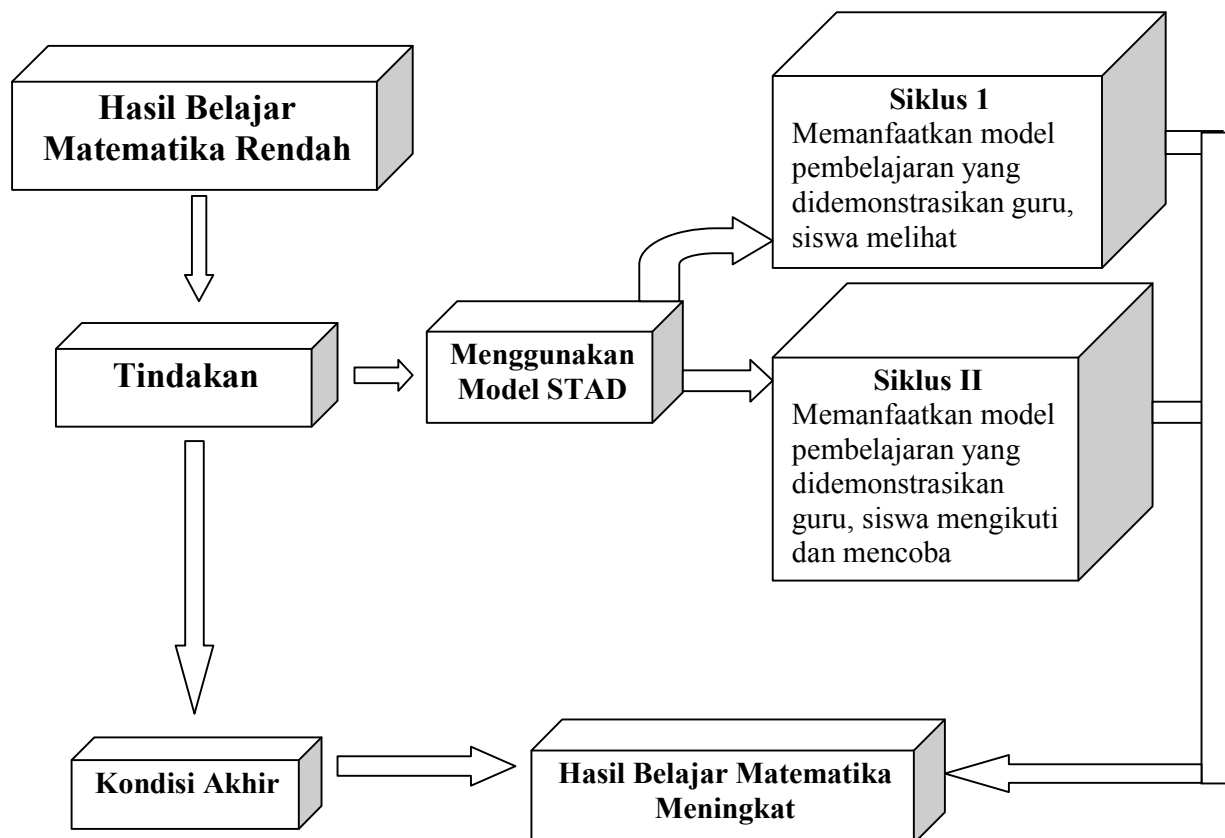 Hasil Belajar
Matematika Rendah
Siklus 1
Memanfaatkan model
pembelajaran yang
didemonstrasikan guru,
siswa melihat
Tindakan
Menggunakan
Model STAD
Siklus II
Memanfaatkan model
pembelajaran yang
didemonstrasikan
guru, siswa mengikuti
dan mencoba
Kondisi Akhir
Hasil Belajar Matematika
Meningkat